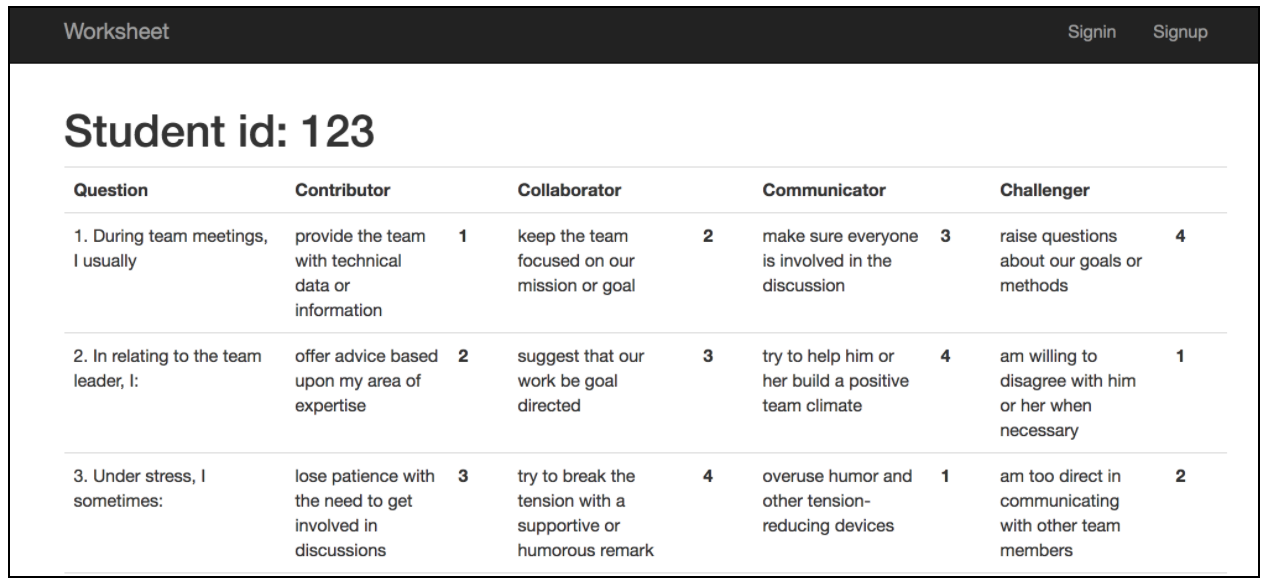 Worksheet Signin Signup
Student id: 123
Question Contributor Collaborator Communicator Challenger
1. During team meetings, provide the team 1 keep the team 2 make sure everyone 3 raise questions 4
I usually with technical focused on our is involved in the about our goals or
data or mission or goal discussion methods
information
2. In relating to the team offer advice based 2 suggest that our 3 try to help him or 4 am willing to 1
leader, I: upon my area of work be goal her build a positive disagree with him
expertise directed team climate or her when
necessary
3. Under stress, I lose patience with 3 try to break the 4 overuse humor and 1 am too direct in 2
sometimes: the need to get tension with a other tension- communicating
involved in supportive or reducing devices with other team
discussions humorous remark members